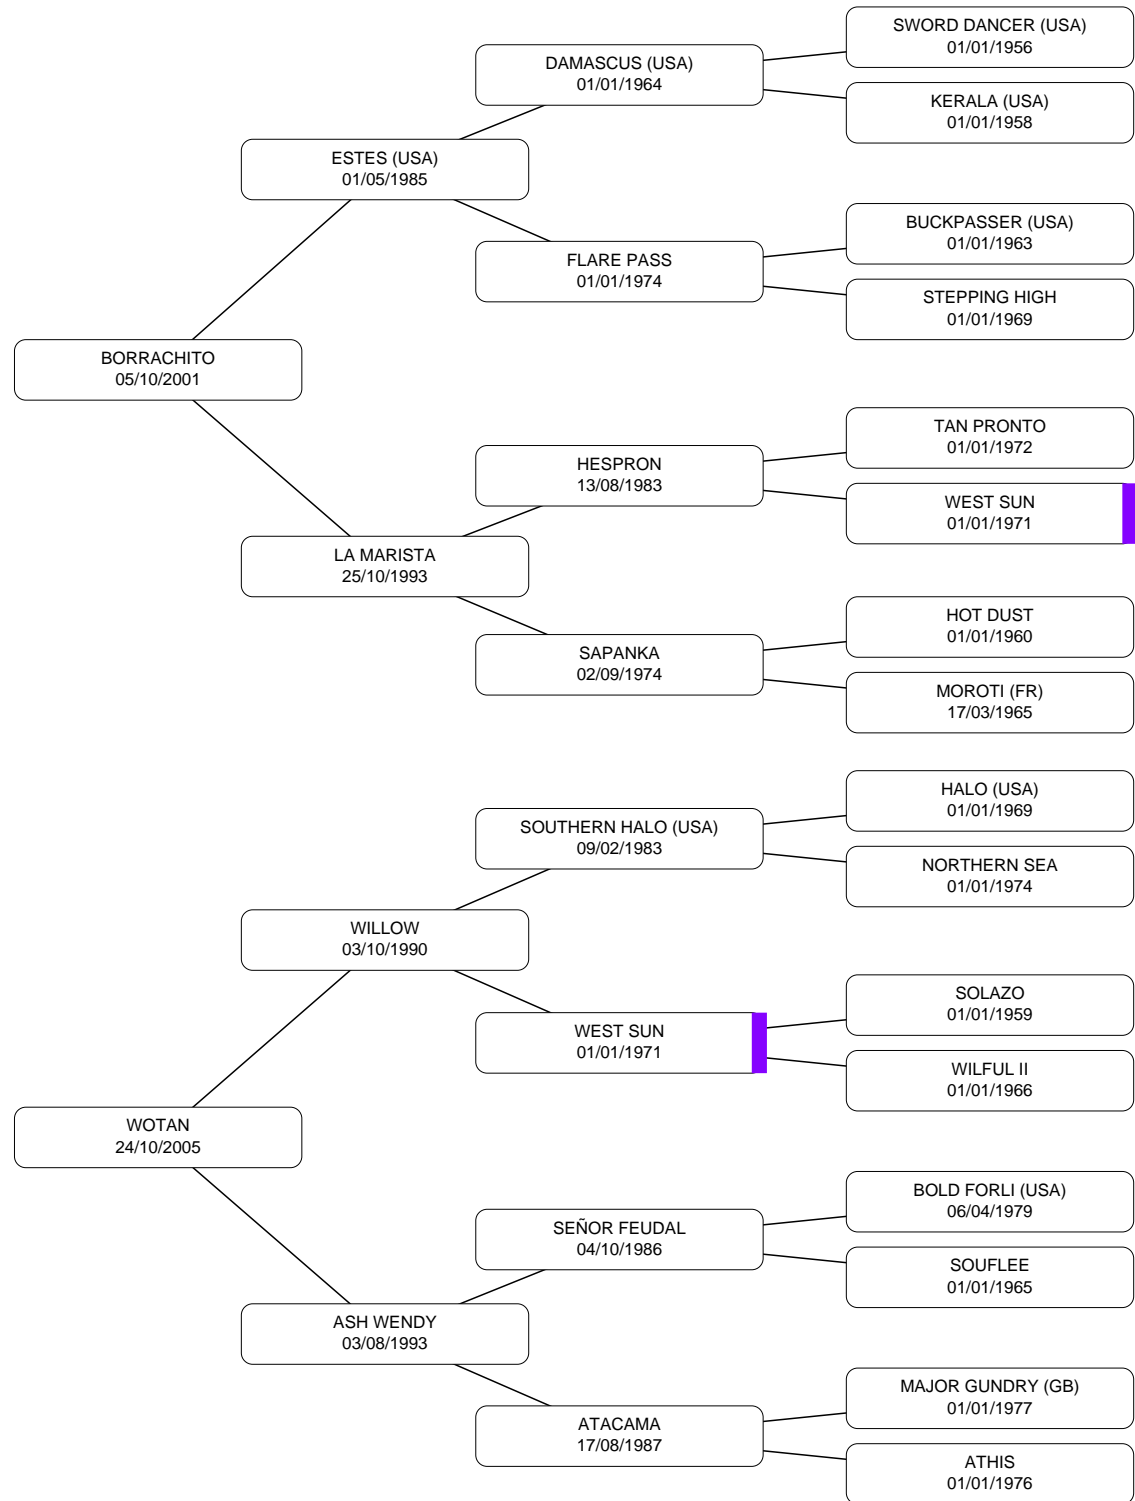 SWORD DANCER (USA)
01/01/1956
DAMASCUS (USA)
01/01/1964
KERALA (USA)
01/01/1958
ESTES (USA)
01/05/1985
BUCKPASSER (USA)
01/01/1963
FLARE PASS
01/01/1974
STEPPING HIGH
01/01/1969
BORRACHITO
05/10/2001
TAN PRONTO
01/01/1972
HESPRON
13/08/1983
WEST SUN
01/01/1971
LA MARISTA
25/10/1993
HOT DUST
01/01/1960
SAPANKA
02/09/1974
MOROTI (FR)
17/03/1965
HALO (USA)
01/01/1969
SOUTHERN HALO (USA)
09/02/1983
NORTHERN SEA
01/01/1974
WILLOW
03/10/1990
SOLAZO
01/01/1959
WEST SUN
01/01/1971
WILFUL II
01/01/1966
WOTAN
24/10/2005
BOLD FORLI (USA)
06/04/1979
SEÑOR FEUDAL
04/10/1986
SOUFLEE
01/01/1965
ASH WENDY
03/08/1993
MAJOR GUNDRY (GB)
01/01/1977
ATACAMA
17/08/1987
ATHIS
01/01/1976